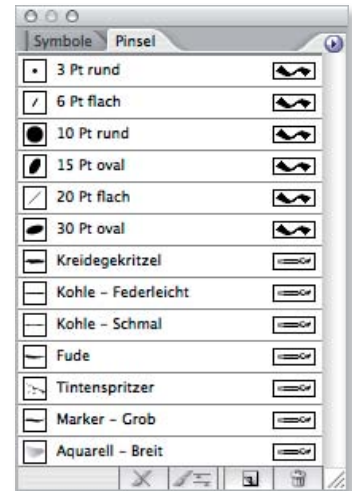 Symbole Pinsel
3 Pt rund
6 Pt flach
10 Pt rund
15 Pt oval
20 Pt flach
30 Pt oval
Kreidegekritzel
Kohle – Federleicht
Kohle – Schmal
Fude
Tintenspritzer
Marker – Grob
Aquarell – Breit